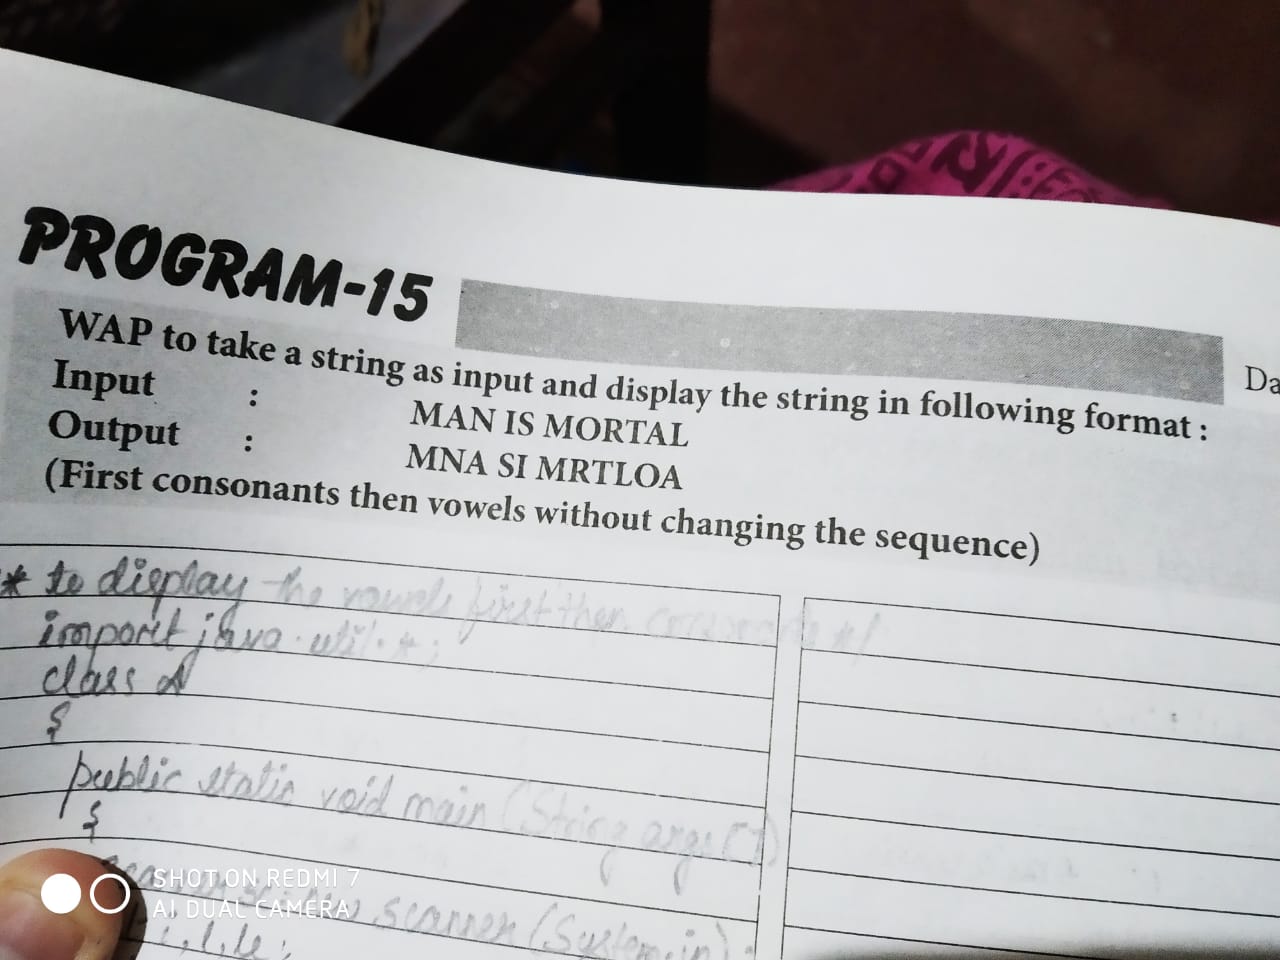 PROGRAM-15
Da
WAP to take a string as input and display the string in following format :
Input : MAN IS MORTAL
Output : MNA SI MRTLOA
(First consonants then vowels without changing the sequence)
* to display the vowels first then consonants */
import java.util.*;
class A
{
public static void main (String args[])
{
new scanner (System.in);
SHOT ON REDMI 7
AI DUAL CAMERA